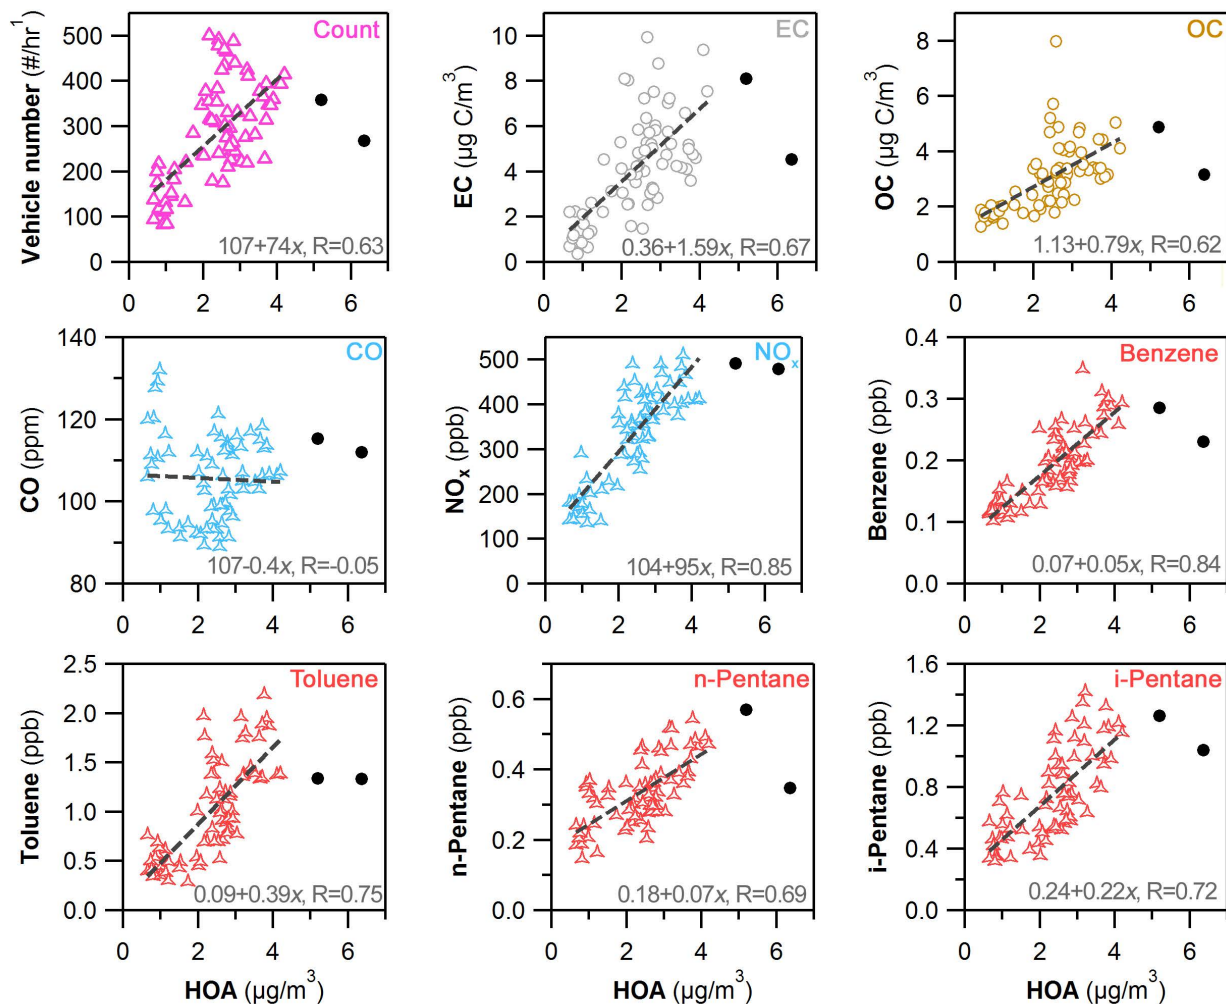 Count
Vehicle number (#/hr¹)
500
400
300
200
100
0
0 2 4 6
107+74x, R=0.63
EC
EC (µg C/m³)
10
8
6
4
2
0
0 2 4 6
0.36+1.59x, R=0.67
OC
OC (µg C/m³)
8
6
4
2
0
0 2 4 6
1.13+0.79x, R=0.62
CO
CO (ppm)
140
120
100
80
0 2 4 6
107-0.4x, R=-0.05
NOₓ
NOₓ (ppb)
500
400
300
200
100
0
0 2 4 6
104+95x, R=0.85
Benzene
Benzene (ppb)
0.4
0.3
0.2
0.1
0.0
0 2 4 6
0.07+0.05x, R=0.84
Toluene
Toluene (ppb)
2.5
2.0
1.5
1.0
0.5
0.0
0 2 4 6
0.09+0.39x, R=0.75
HOA (µg/m³)
n-Pentane
n-Pentane (ppb)
0.6
0.4
0.2
0.0
0 2 4 6
0.18+0.07x, R=0.69
HOA (µg/m³)
i-Pentane
i-Pentane (ppb)
1.6
1.2
0.8
0.4
0.0
0 2 4 6
0.24+0.22x, R=0.72
HOA (µg/m³)